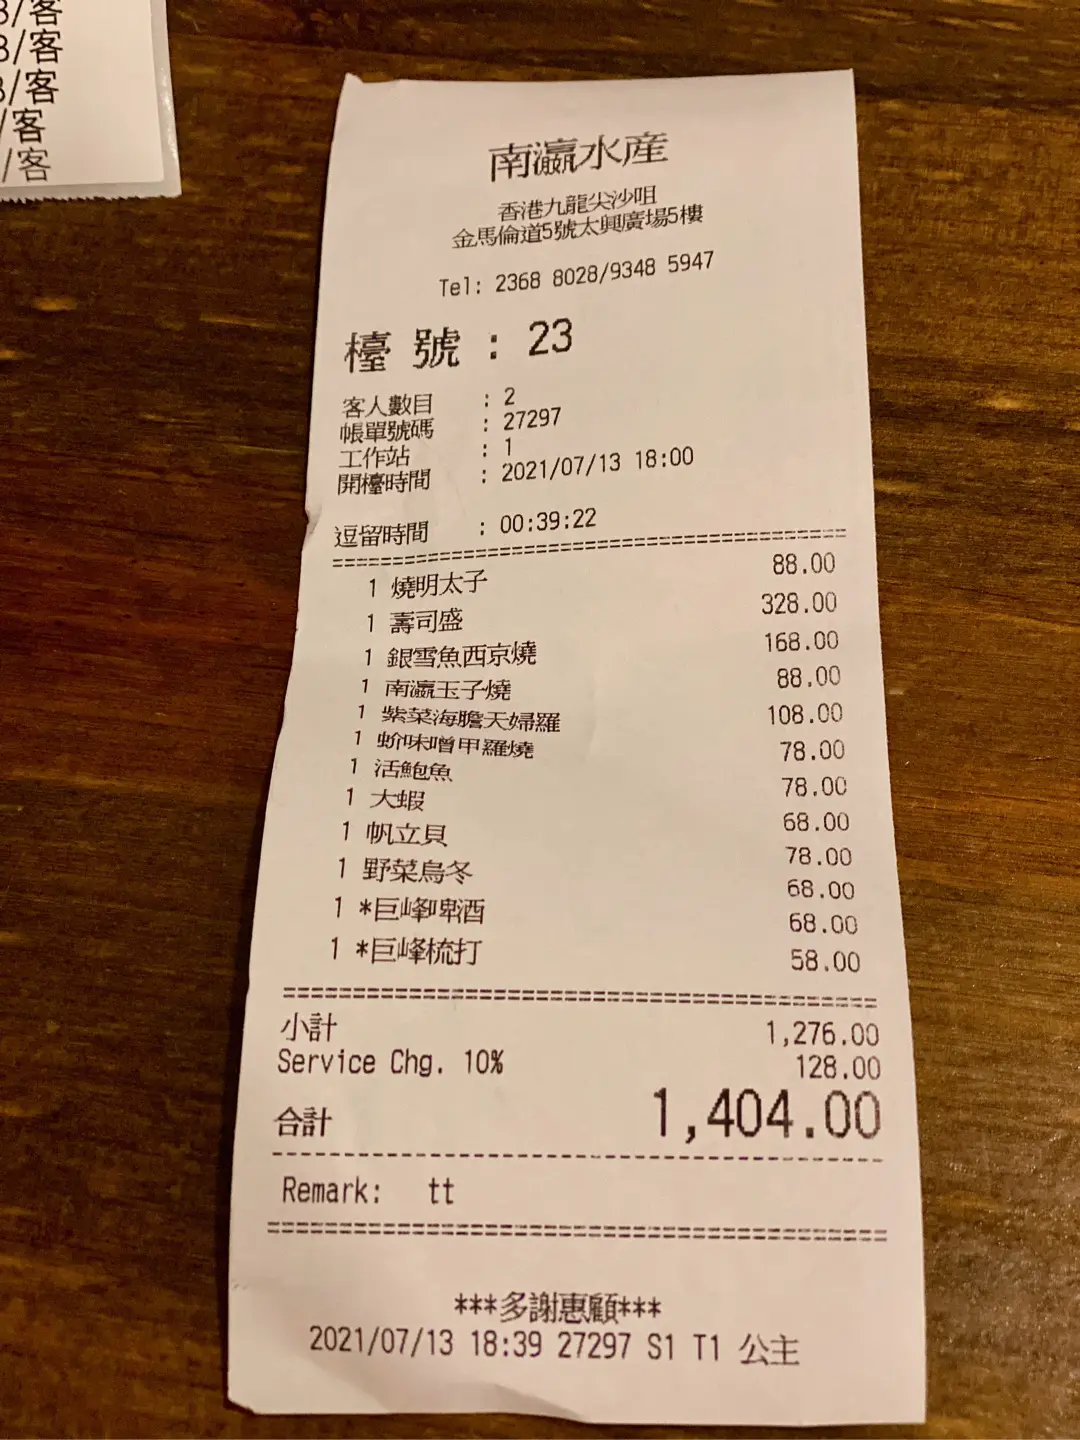 3/客
3/客
3/客
/客
/客
南瀛水産
香港九龍尖沙咀
金馬倫道5號太興廣場5樓
Tel: 2368 8028/9348 5947
檯 號 : 23
客人數目 : 2
帳單號碼 : 27297
工作站 : 1
開檯時間 : 2021/07/13 18:00
逗留時間 : 00:39:22
1 燒明太子 88.00
1 壽司盛 328.00
1 銀雪魚西京燒 168.00
1 南瀛玉子燒 88.00
1 紫菜海膽天婦羅 108.00
1 蚧味噌甲羅燒 78.00
1 活鮑魚 78.00
1 大蝦 68.00
1 帆立貝 78.00
1 野菜烏冬 68.00
1 *巨峰啤酒 68.00
1 *巨峰梳打 58.00
小計 1,276.00
Service Chg. 10% 128.00
合計 1,404.00
Remark: tt
***多謝惠顧***
2021/07/13 18:39 27297 S1 T1 公主